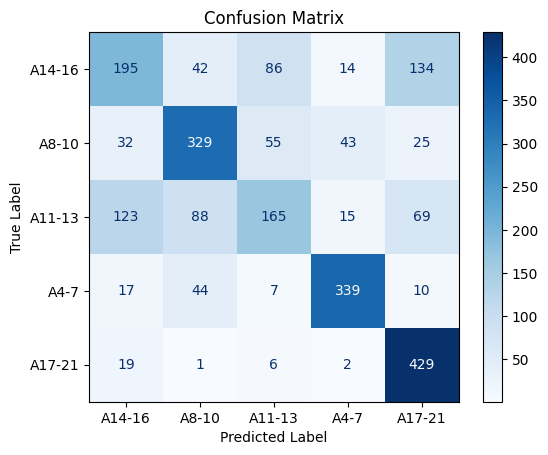 Confusion Matrix
True Label
A14-16 195 42 86 14 134
A8-10 32 329 55 43 25
A11-13 123 88 165 15 69
A4-7 17 44 7 339 10
A17-21 19 1 6 2 429
A14-16 A8-10 A11-13 A4-7 A17-21
Predicted Label
400
350
300
250
200
150
100
50